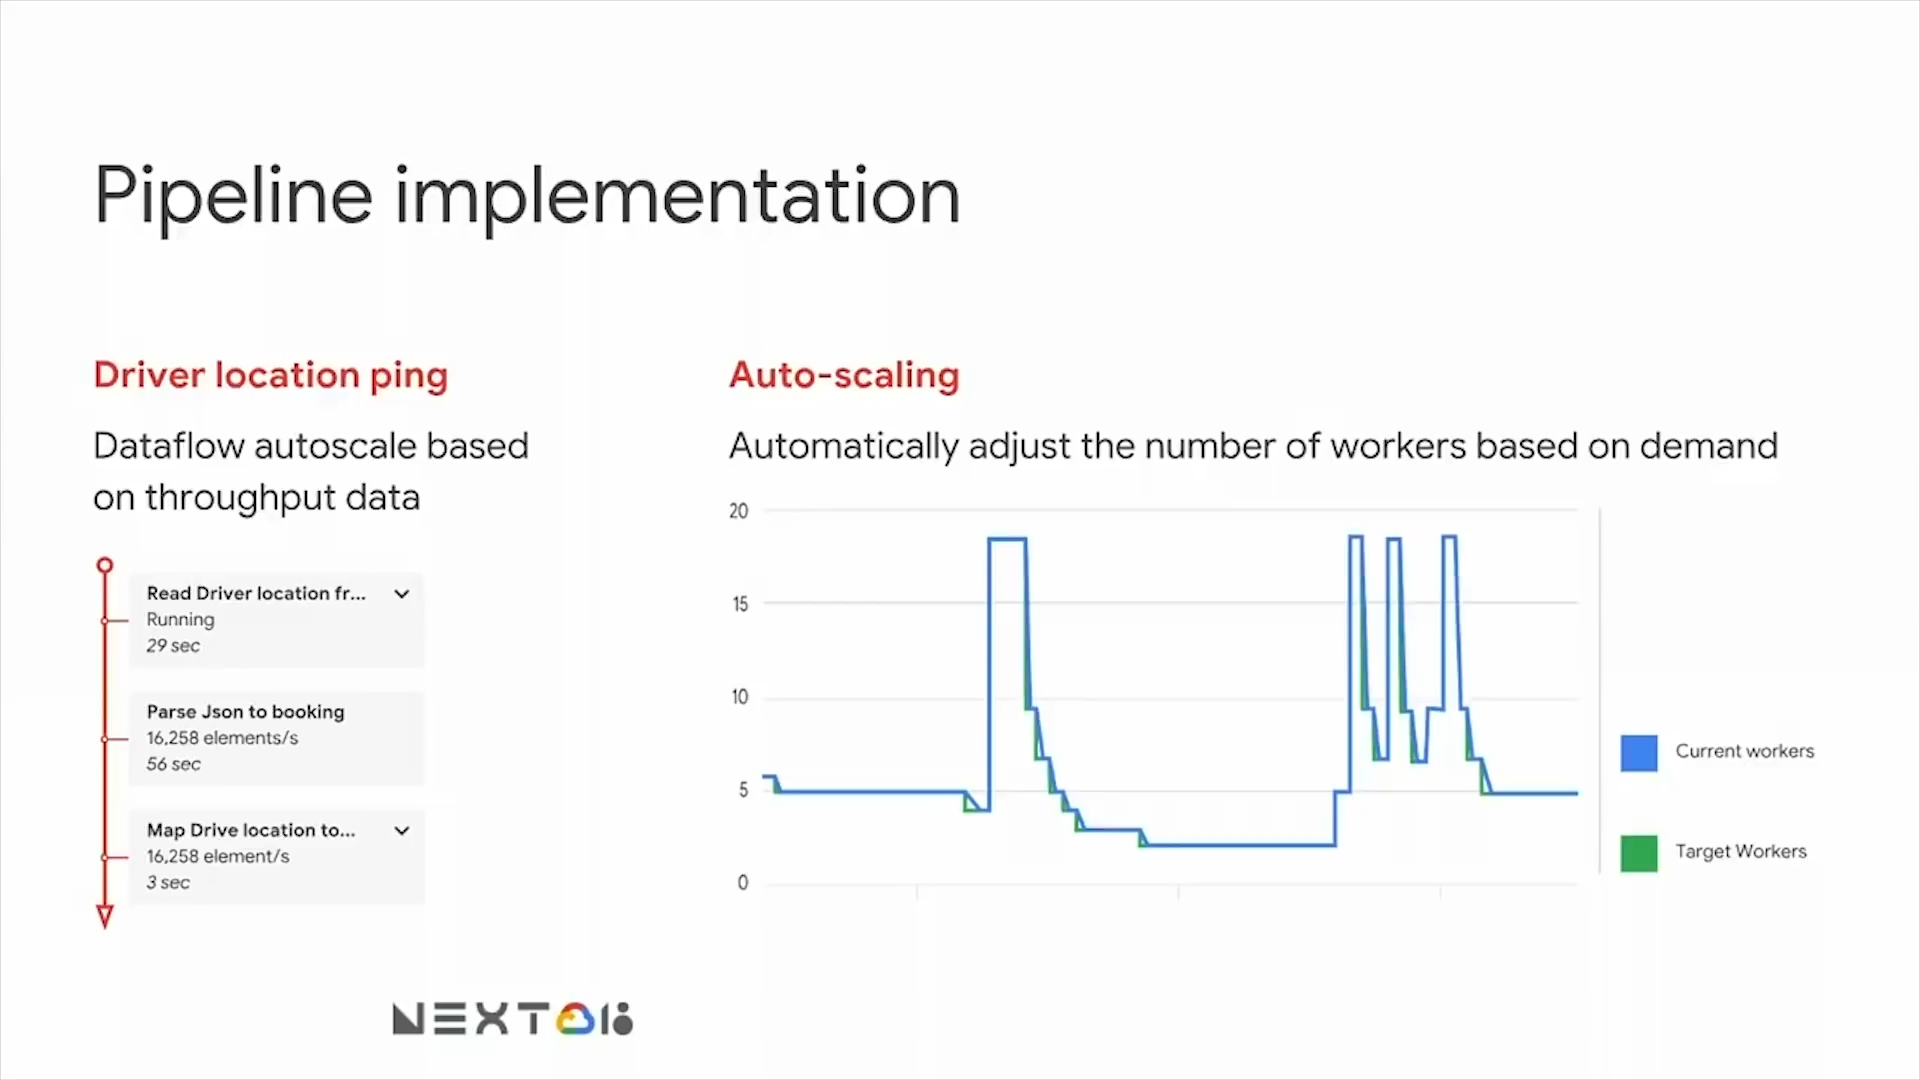 Pipeline implementation
Driver location ping
Dataflow autoscale based
on throughput data
Read Driver location fr...
Running
29 sec
Parse Json to booking
16,258 elements/s
56 sec
Map Drive location to...
16,258 element/s
3 sec
Auto-scaling
Automatically adjust the number of workers based on demand
20
15
10
5
0
Current workers
Target Workers
NEXT 18